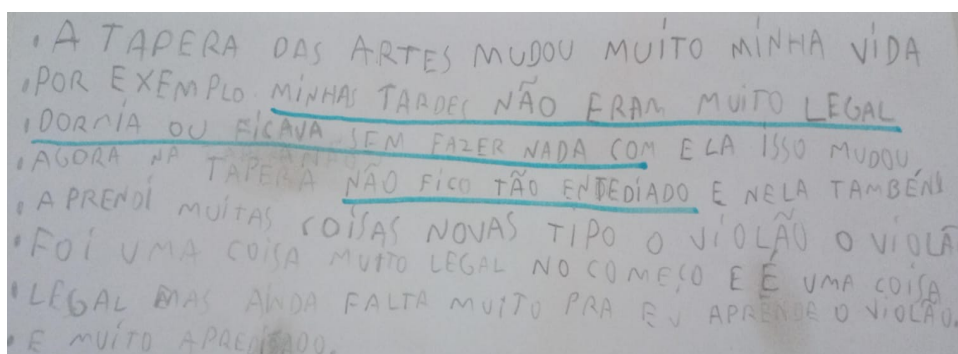 . A TAPERA DAS ARTES MUDOU MUITO MINHA VIDA
. POR EXEMPLO MINHAS TARDES NÃO ERAM MUITO LEGAL
. DORMIA OU FICAVA SEM FAZER NADA COM ELA ISSO MUDOU,
. AGORA NA TAPERA NÃO FICO TÃO ENTEDIADO E NELA TAMBÉM
. APRENDI MUITAS COISAS NOVAS TIPO O VIOLÃO O VIOLÃ
. FOI UMA COISA MUITO LEGAL NO COMEÇO E É UMA COISA
. LEGAL MAS AINDA FALTA MUITO PRA EU APRENDE O VIOLÃO.
. E MUITO APRENDIZADO.